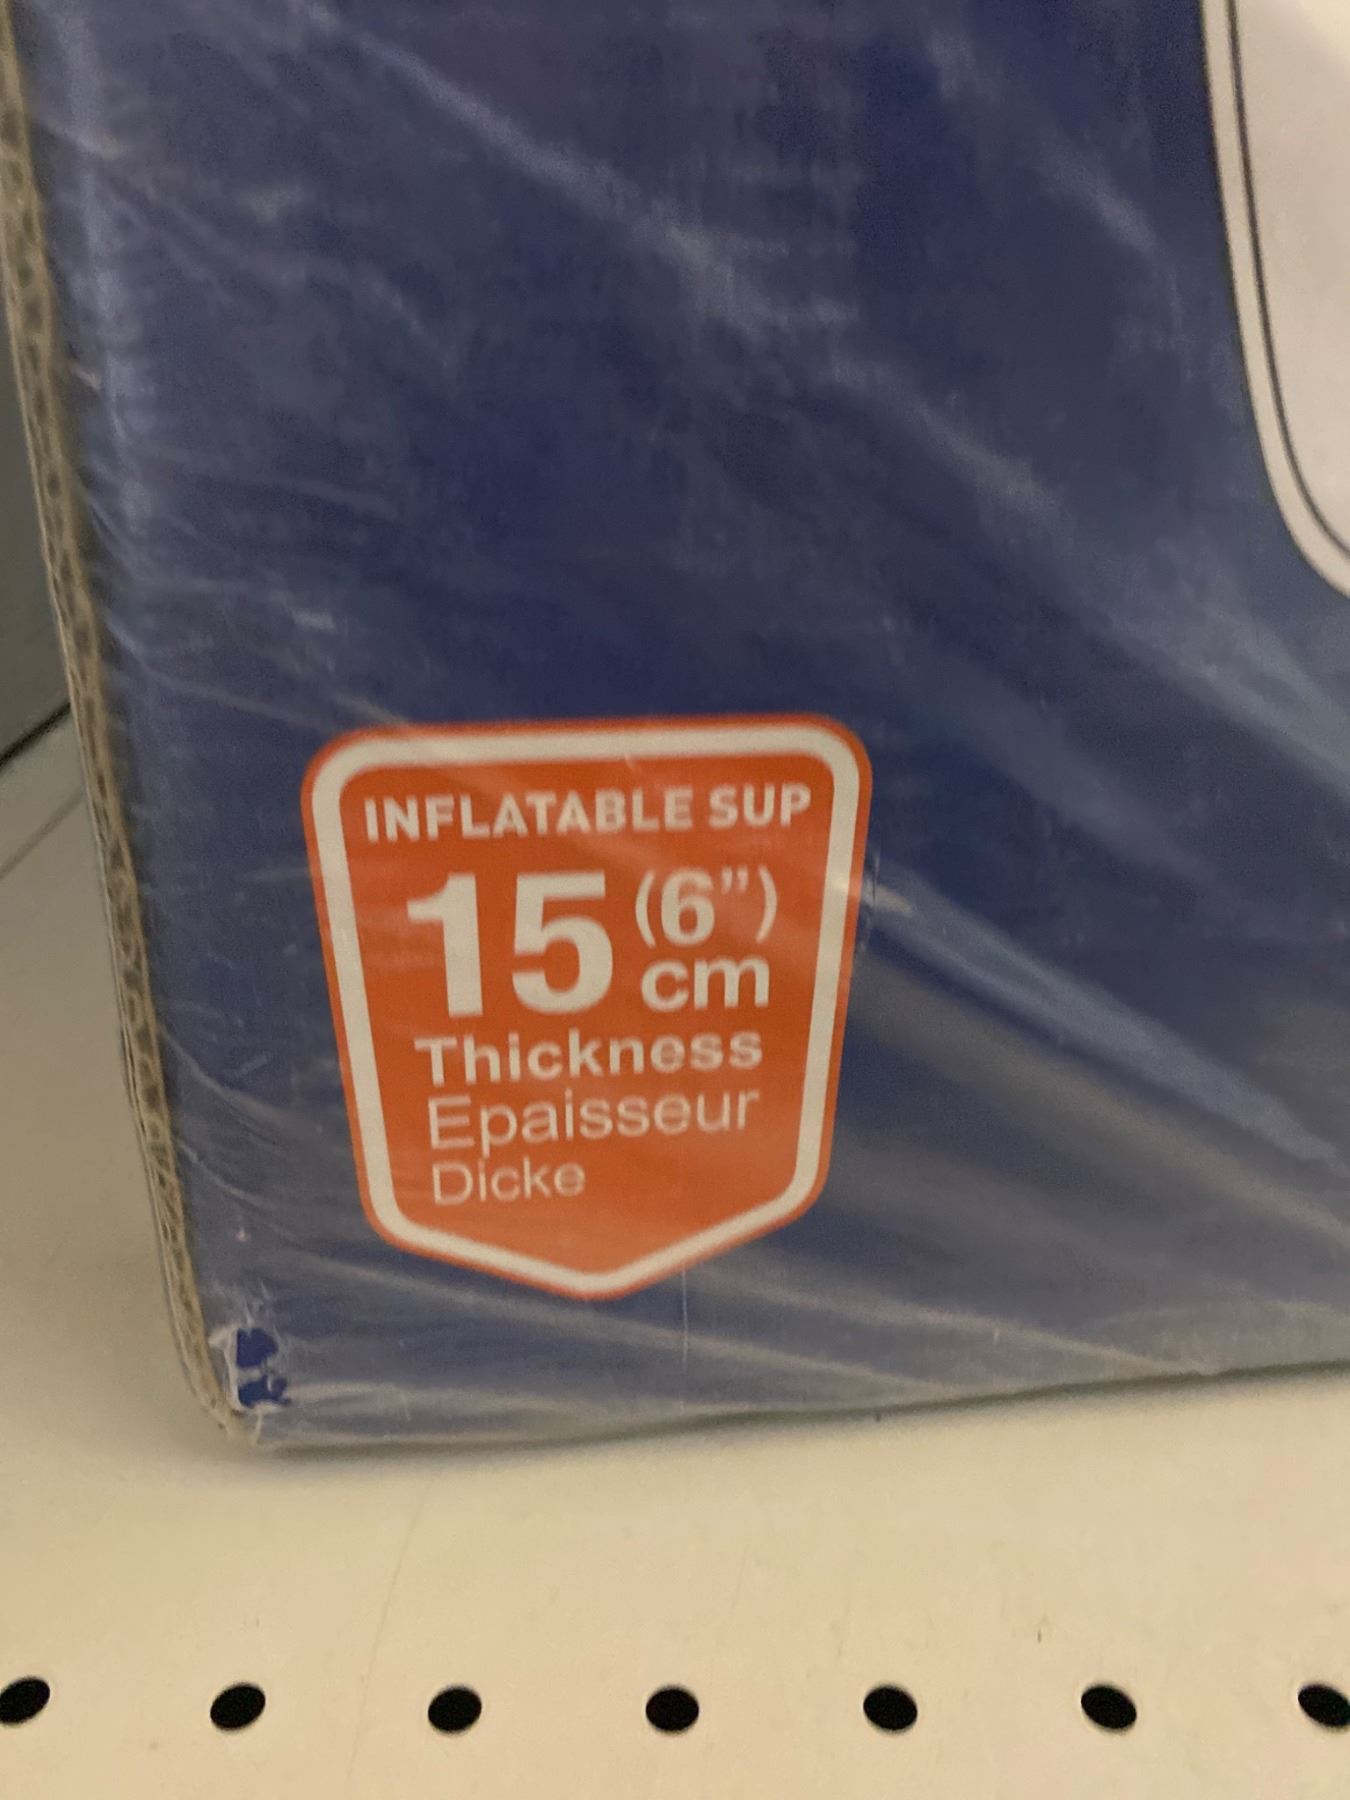 INFLATABLE SUP
15 (6")
cm
Thickness
Epaisseur
Dicke